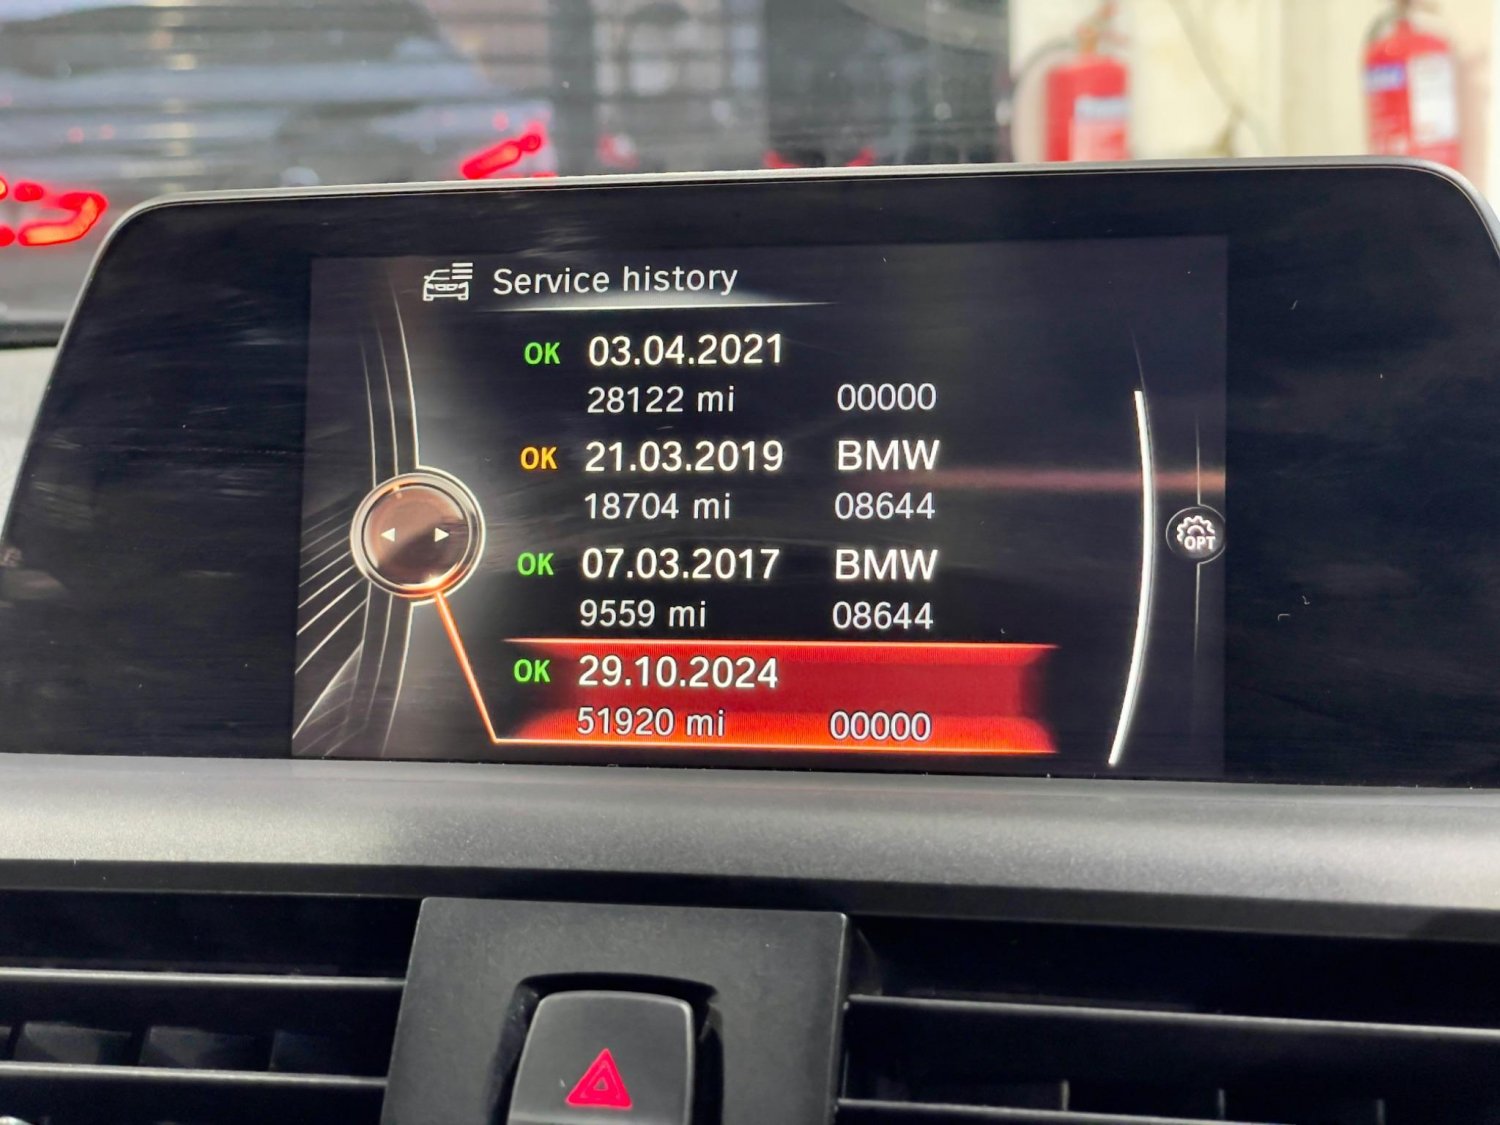 Service history
OK 03.04.2021
28122 mi 00000
OK 21.03.2019 BMW
18704 mi 08644
OK 07.03.2017 BMW
9559 mi 08644
OK 29.10.2024
51920 mi 00000
OPT